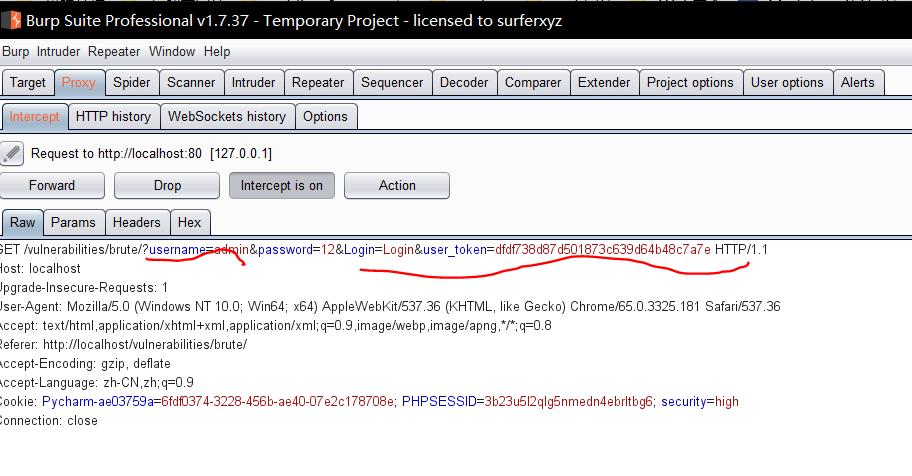 Burp Suite Professional v1.7.37 - Temporary Project - licensed to surferxyz
Burp Intruder Repeater Window Help
Target Proxy Spider Scanner Intruder Repeater Sequencer Decoder Comparer Extender Project options User options Alerts
Intercept HTTP history WebSockets history Options
Request to http://localhost:80 [127.0.0.1]
Forward Drop Intercept is on Action
Raw Params Headers Hex
GET /vulnerabilities/brute/?username=admin&password=12&Login=Login&user_token=dfdf738d87d501873c639d64b48c7a7e HTTP/1.1
Host: localhost
Upgrade-Insecure-Requests: 1
User-Agent: Mozilla/5.0 (Windows NT 10.0; Win64; x64) AppleWebKit/537.36 (KHTML, like Gecko) Chrome/65.0.3325.181 Safari/537.36
Accept: text/html,application/xhtml+xml,application/xml;q=0.9,image/webp,image/apng,*/*;q=0.8
Referer: http://localhost/vulnerabilities/brute/
Accept-Encoding: gzip, deflate
Accept-Language: zh-CN,zh;q=0.9
Cookie: Pycharm-ae03759a=6fdf0374-3228-456b-ae40-07e2c178708e; PHPSESSID=3b23u5l2qlg5nmedn4ebrltbg6; security=high
Connection: close